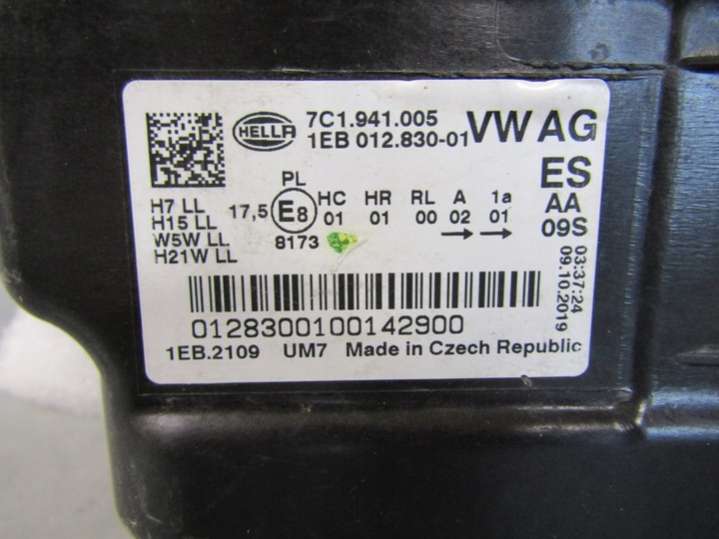 HELLA 7C1.941.005 VW AG
1EB 012.830-01
ES
AA
09S
03:37:24
09.10.2019
H7 LL
H15 LL
W5W LL
H21W LL
PL
17,5 E8 HC HR RL A 1a
01 01 00 02 01
8173 → →
0128300100142900
1EB.2109 UM7 Made in Czech Republic